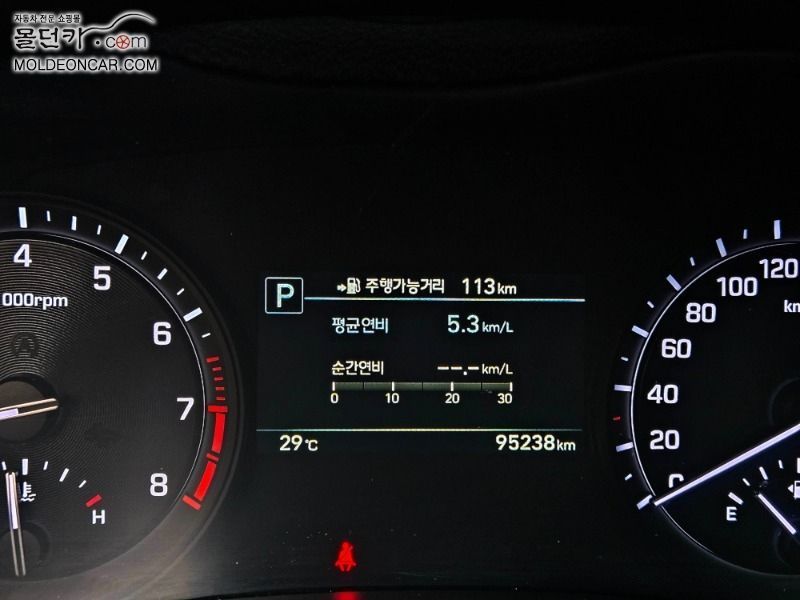 자동차 전문 쇼핑몰
몰던카.com
MOLDEONCAR.COM
4
5
6
7
8
000rpm
H
P
주행가능거리 113km
평균연비 5.3km/L
순간연비 --.-km/L
0 10 20 30
29℃ 95238km
120
100
80
60
40
20
0
km
E